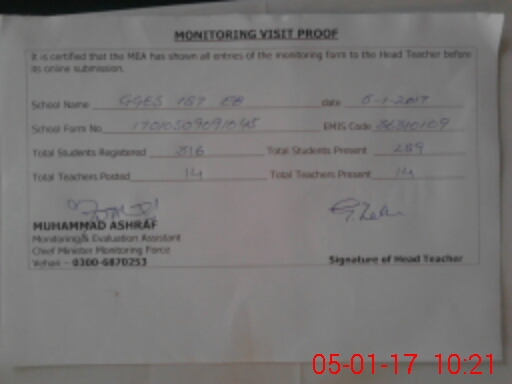 MONITORING VISIT PROOF
It is certified that the MEA has shown all entries of the monitoring form to the Head Teacher before
its online submission.
School Name GGES 187 EB date 5-1-2017
School Form No 17010509091095 EMIS Code 36310109
Total Students Registered 316 Total Students Present 289
Total Teachers Posted 14 Total Teachers Present 14
MUHAMMAD ASHRAF
Monitoring & Evaluation Assistant
Chief Minister Monitoring Force
Vehari – 0300-6870253 Signature of Head Teacher
05-01-17 10:21